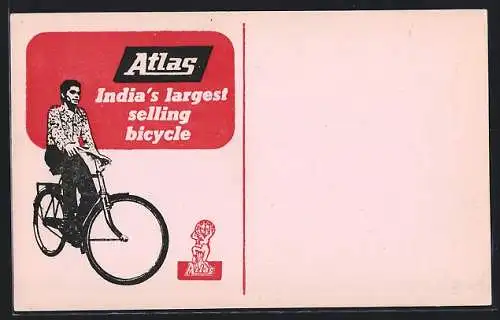 Atlas
India's largest
selling
bicycle
Atlas